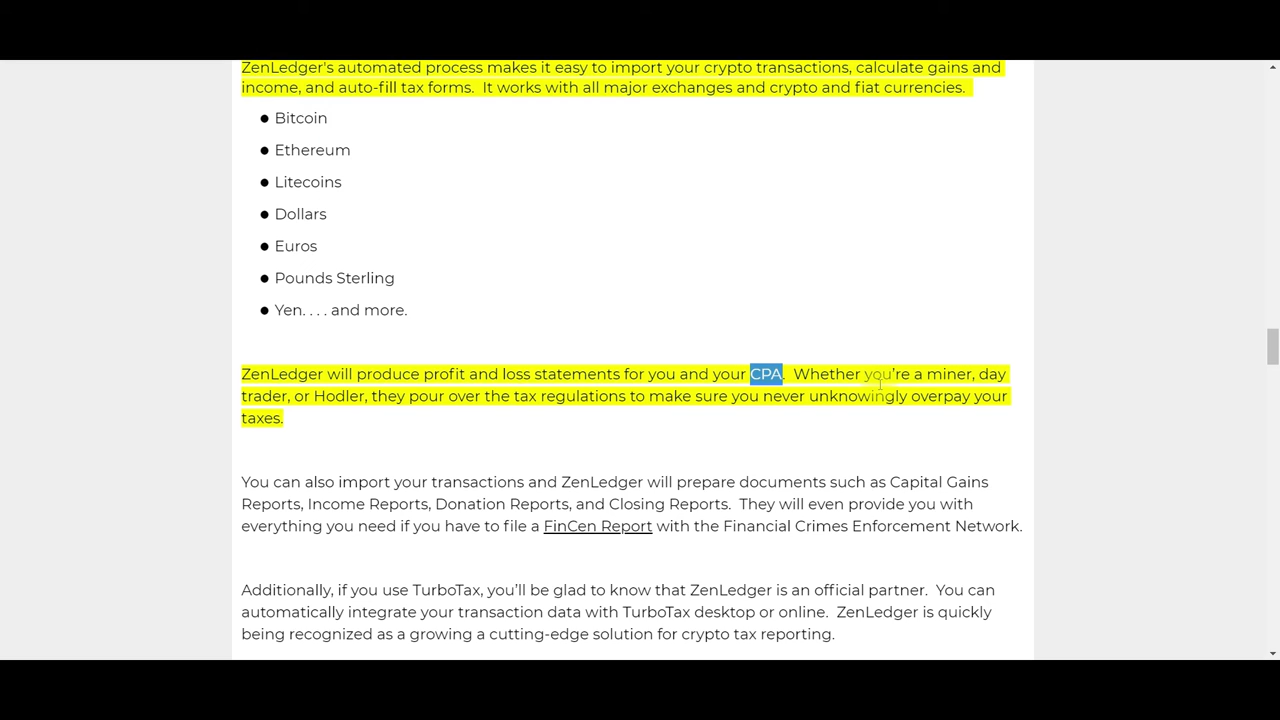 ZenLedger's automated process makes it easy to import your crypto transactions, calculate gains and
income, and auto-fill tax forms.  It works with all major exchanges and crypto and fiat currencies.
● Bitcoin
● Ethereum
● Litecoins
● Dollars
● Euros
● Pounds Sterling
● Yen. . . . and more.
ZenLedger will produce profit and loss statements for you and your CPA.  Whether you're a miner, day
trader, or Hodler, they pour over the tax regulations to make sure you never unknowingly overpay your
taxes.
You can also import your transactions and ZenLedger will prepare documents such as Capital Gains
Reports, Income Reports, Donation Reports, and Closing Reports.  They will even provide you with
everything you need if you have to file a FinCen Report with the Financial Crimes Enforcement Network.
Additionally, if you use TurboTax, you'll be glad to know that ZenLedger is an official partner.  You can
automatically integrate your transaction data with TurboTax desktop or online.  ZenLedger is quickly
being recognized as a growing a cutting-edge solution for crypto tax reporting.